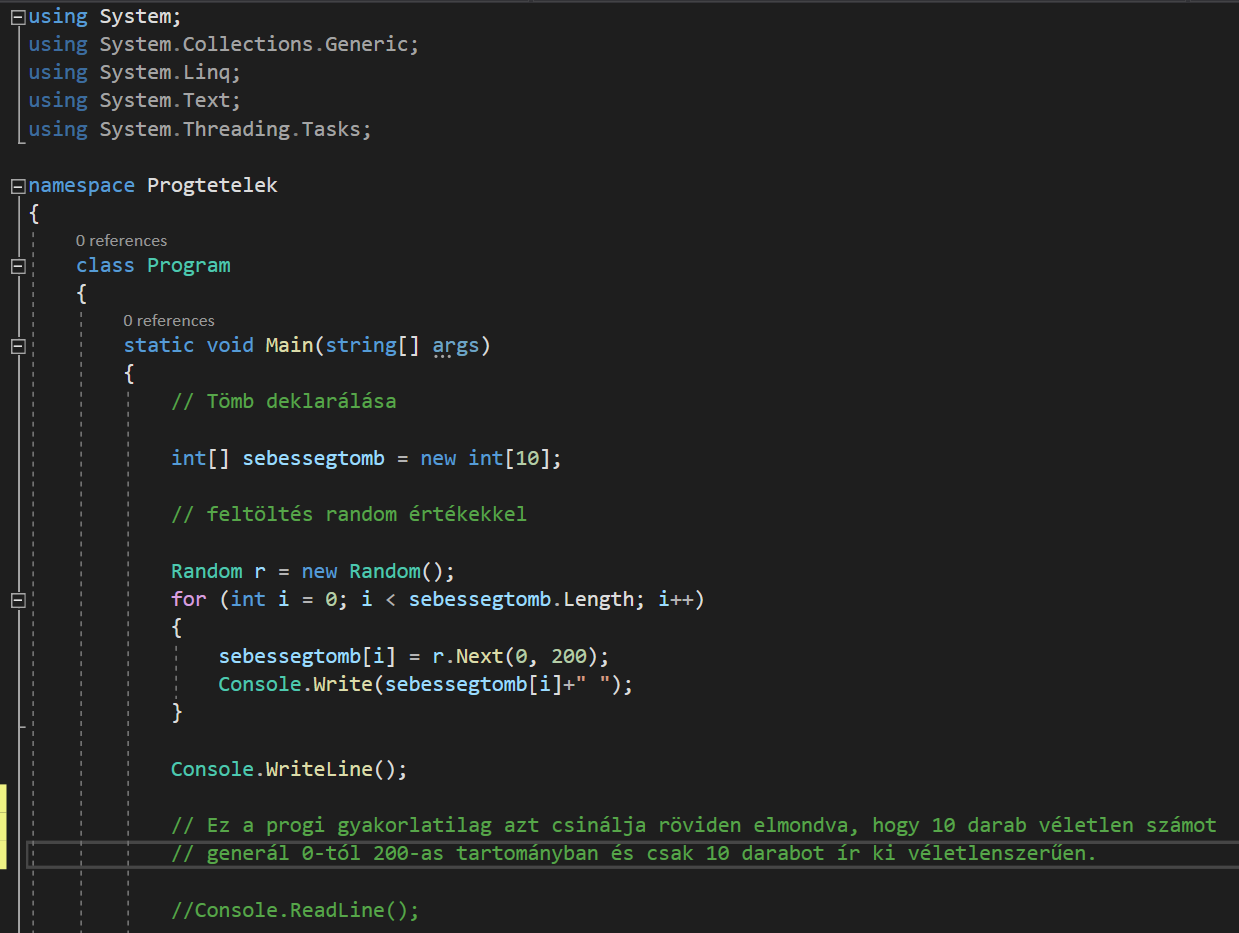 using System;
using System.Collections.Generic;
using System.Linq;
using System.Text;
using System.Threading.Tasks;
namespace Progtetelek
{
0 references
class Program
{
0 references
static void Main(string[] args)
{
// Tömb deklarálása
int[] sebessegtomb = new int[10];
// feltöltés random értékekkel
Random r = new Random();
for (int i = 0; i < sebessegtomb.Length; i++)
{
sebessegtomb[i] = r.Next(0, 200);
Console.Write(sebessegtomb[i]+" ");
}
Console.WriteLine();
// Ez a progi gyakorlatilag azt csinálja röviden elmondva, hogy 10 darab véletlen számot
// generál 0-tól 200-as tartományban és csak 10 darabot ír ki véletlenszerűen.
//Console.ReadLine();